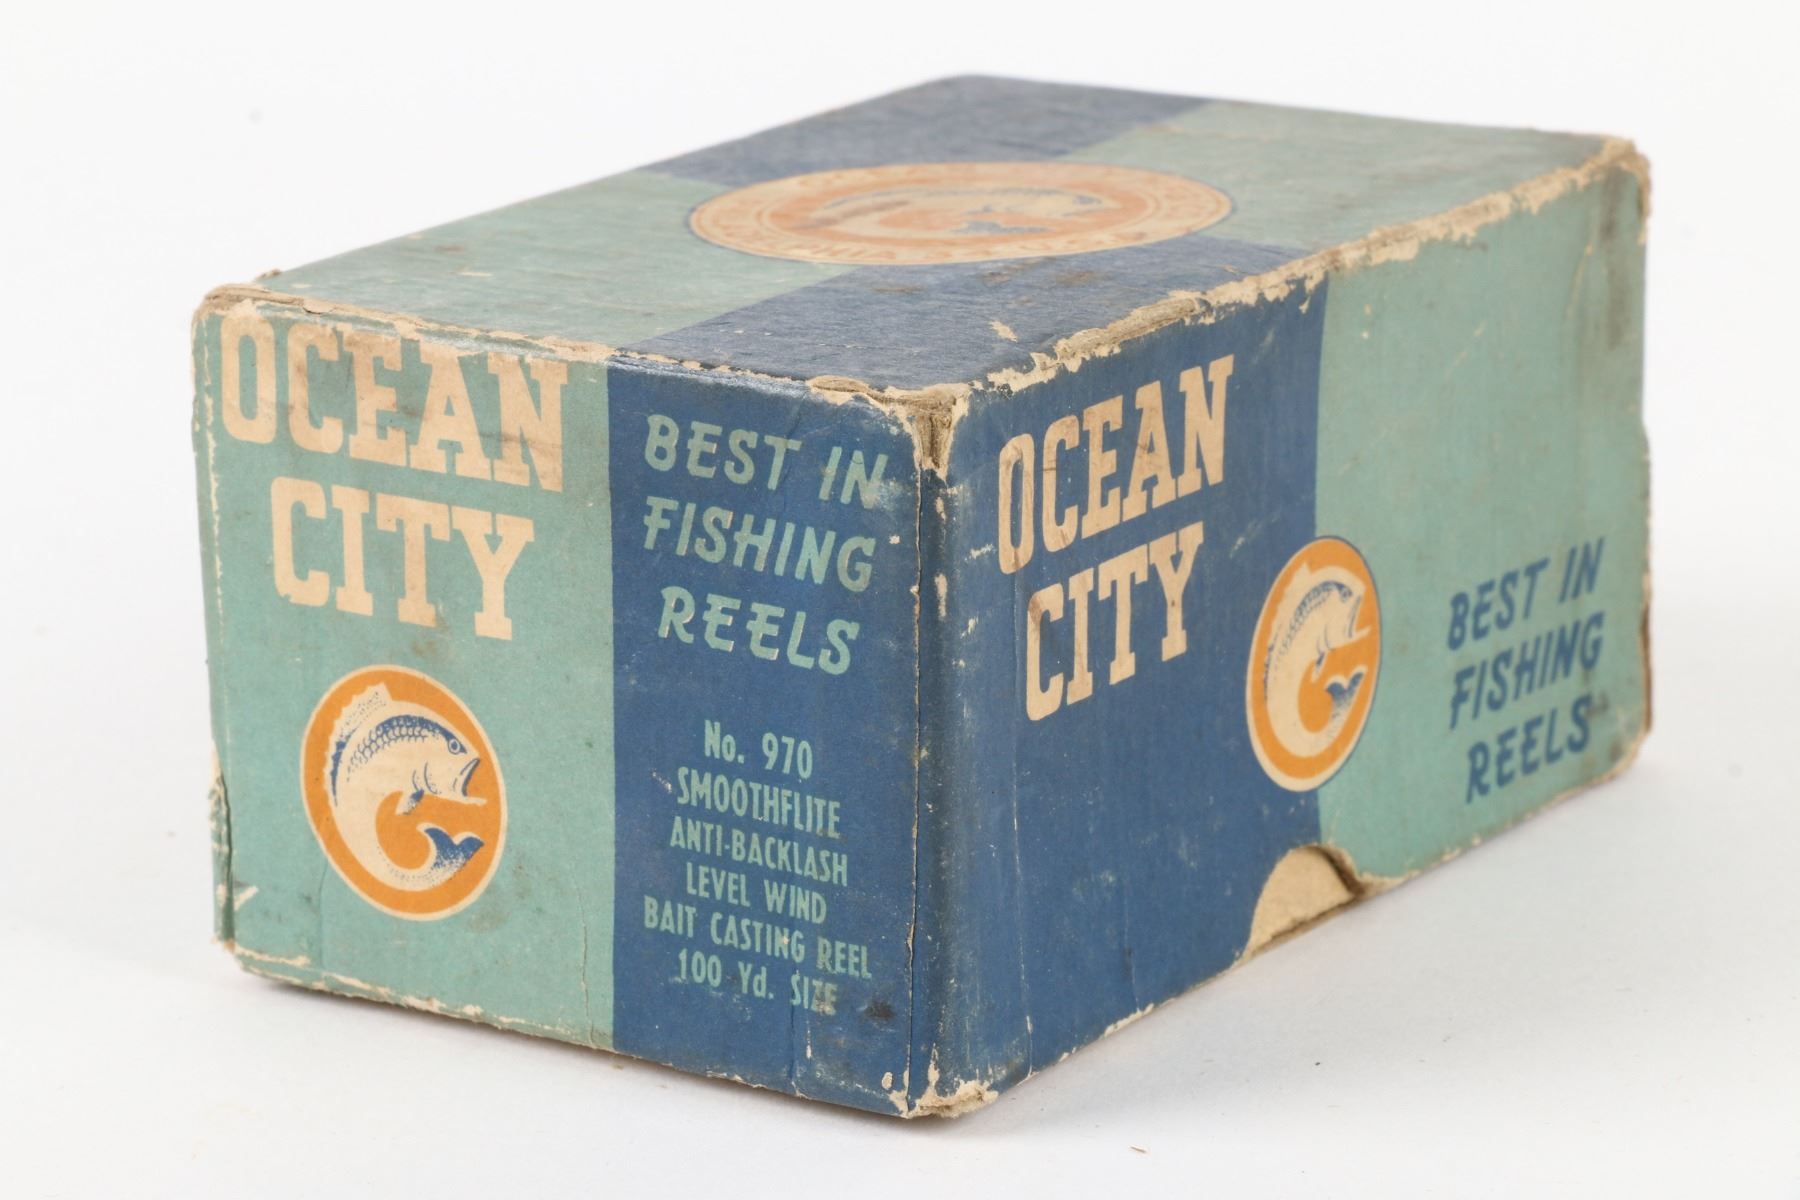 OCEAN
CITY
BEST IN
FISHING
REELS
No. 970
SMOOTHFLITE
ANTI-BACKLASH
LEVEL WIND
BAIT CASTING REEL
100 Yd. SIZE
OCEAN
CITY
BEST IN
FISHING
REELS